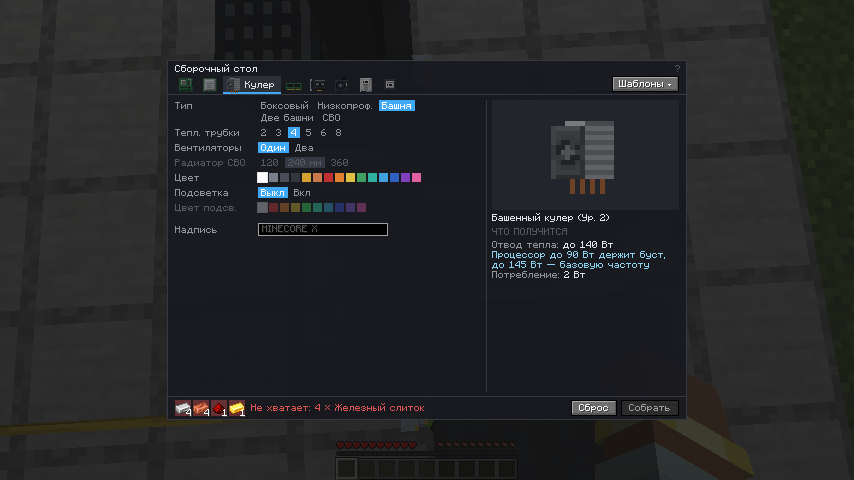 Сборочный стол
?
Кулер
Шаблоны
Тип Боксовый Низкопроф. Башня
Две башни СВО
Тепл. трубки 2 3 4 5 6 8
Вентиляторы Один Два
Радиатор СВО 120 240 мм 360
Цвет
Подсветка Выкл Вкл
Цвет подсв.
Надпись MINECORE X
Башенный кулер (Ур. 2)
ЧТО ПОЛУЧИТСЯ
Отвод тепла: до 140 Вт
Процессор до 90 Вт держит буст,
до 145 Вт — базовую частоту
Потребление: 2 Вт
4 4 1 1 Не хватает: 4 × Железный слиток
Сброс Собрать